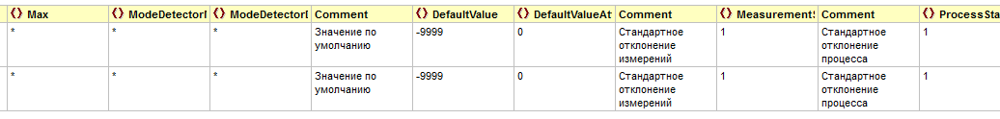 Max ModeDetectorI ModeDetectorI Comment DefaultValue DefaultValueAt Comment Measurement Comment ProcessSta
* * * Значение по умолчанию -9999 0 Стандартное отклонение измерений 1 Стандартное отклонение процесса 1
* * * Значение по умолчанию -9999 0 Стандартное отклонение измерений 1 Стандартное отклонение процесса 1